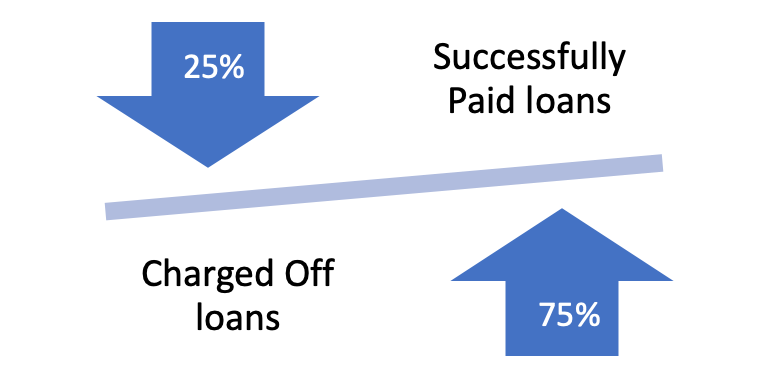 25%
Successfully
Paid loans
Charged Off
loans
75%